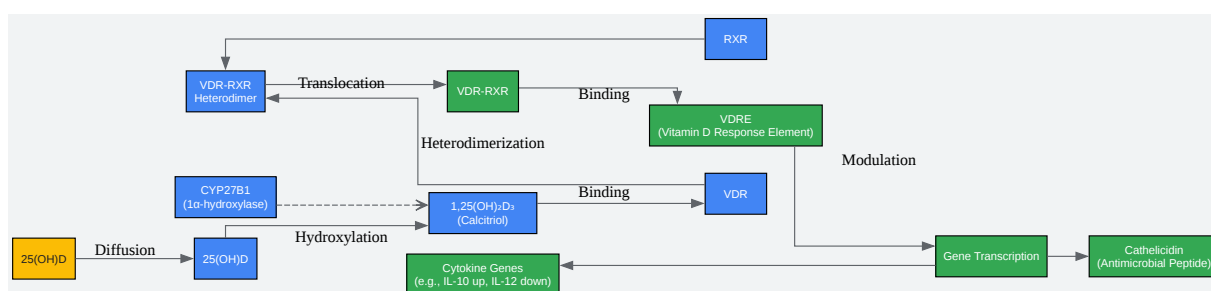 RXR
VDR-RXR
Heterodimer
Translocation
VDR-RXR
Binding
VDRE
(Vitamin D Response Element)
Heterodimerization
Modulation
CYP27B1
(1α-hydroxylase)
1,25(OH)₂D₃
(Calcitriol)
Binding
VDR
25(OH)D
Diffusion
25(OH)D
Hydroxylation
Cytokine Genes
(e.g., IL-10 up, IL-12 down)
Gene Transcription
Cathelicidin
(Antimicrobial Peptide)